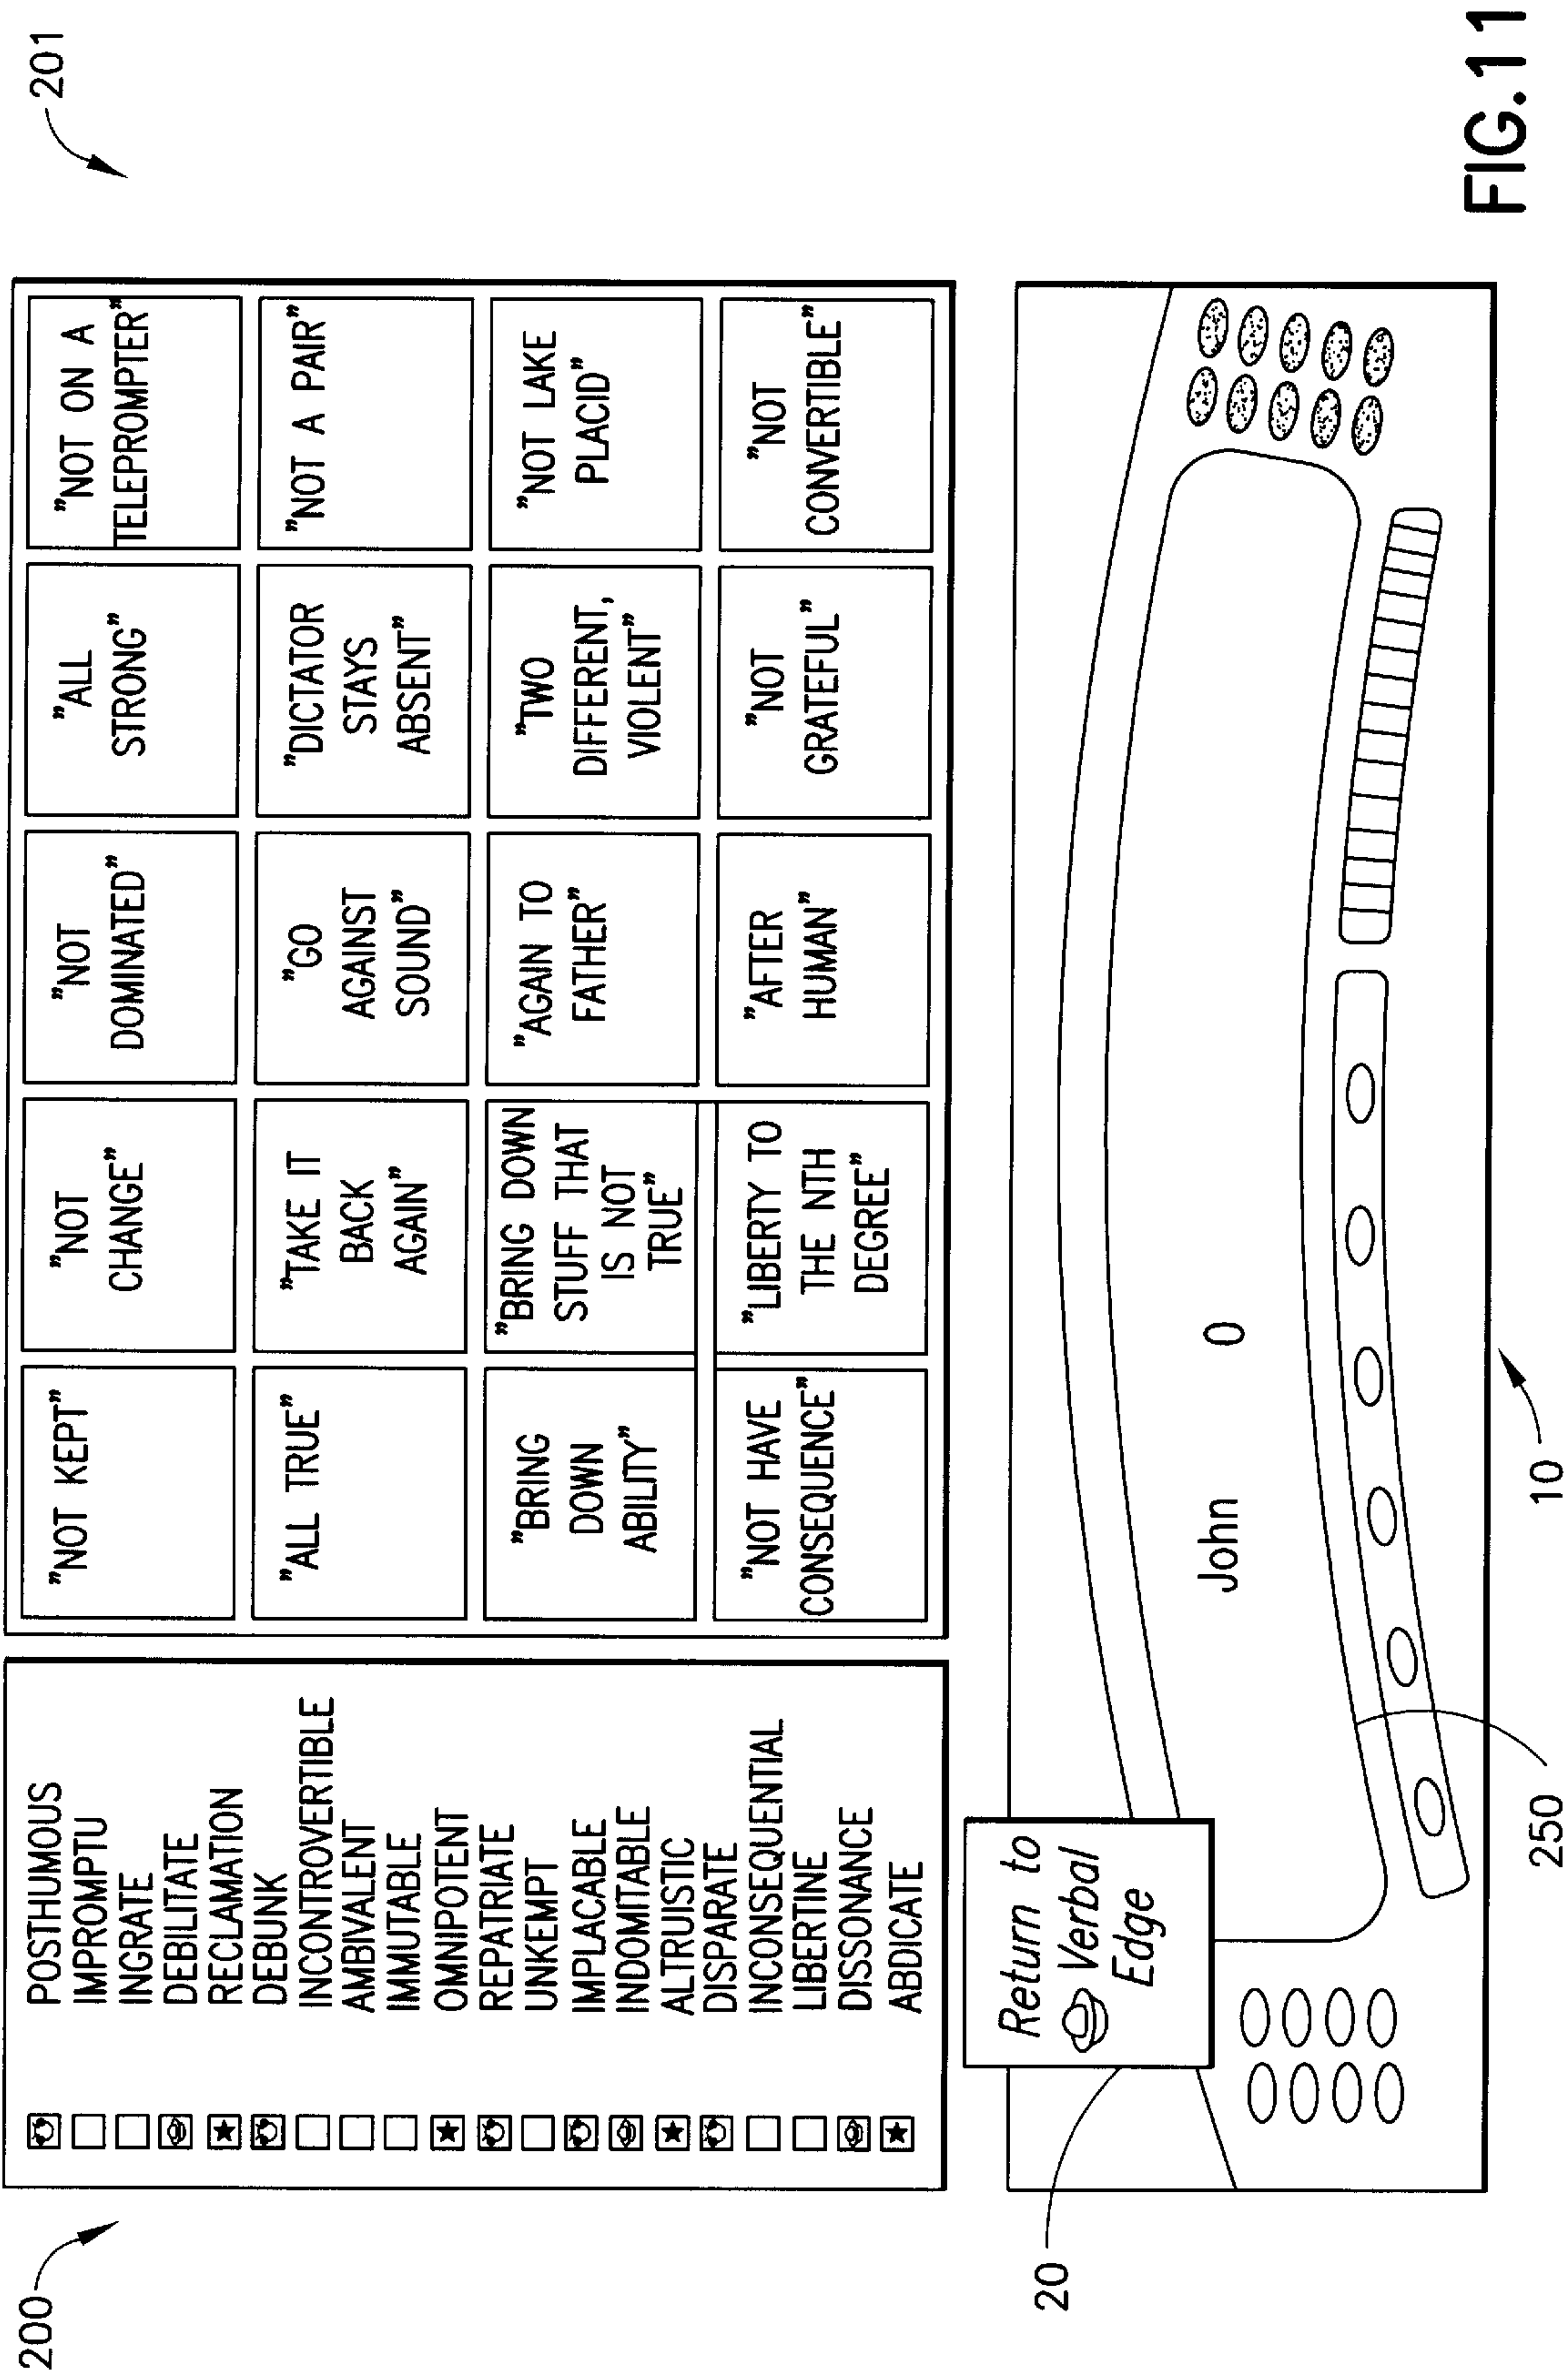 200
201
POSTHUMOUS
IMPROMPTU
INGRATE
DEBILITATE
RECLAMATION
DEBUNK
INCONTROVERTIBLE
AMBIVALENT
IMMUTABLE
OMNIPOTENT
REPATRIATE
UNKEMPT
IMPLACABLE
INDOMITABLE
ALTRUISTIC
DISPARATE
INCONSEQUENTIAL
LIBERTINE
DISSONANCE
ABDICATE
”NOT KEPT”
”NOT
CHANGE”
”NOT
DOMINATED”
”ALL
STRONG”
”NOT ON A
TELEPROMPTER”
”ALL TRUE”
”TAKE IT
BACK
AGAIN”
”GO
AGAINST
SOUND”
”DICTATOR
STAYS
ABSENT”
”NOT A PAIR”
”BRING
DOWN
ABILITY”
”BRING DOWN
STUFF THAT
IS NOT
TRUE”
”AGAIN TO
FATHER”
”TWO
DIFFERENT,
VIOLENT”
”NOT LAKE
PLACID”
”NOT HAVE
CONSEQUENCE”
”LIBERTY TO
THE NTH
DEGREE”
”AFTER
HUMAN”
”NOT
GRATEFUL”
”NOT
CONVERTIBLE”
20
Return to
Verbal
Edge
John 0
250
10
FIG.11